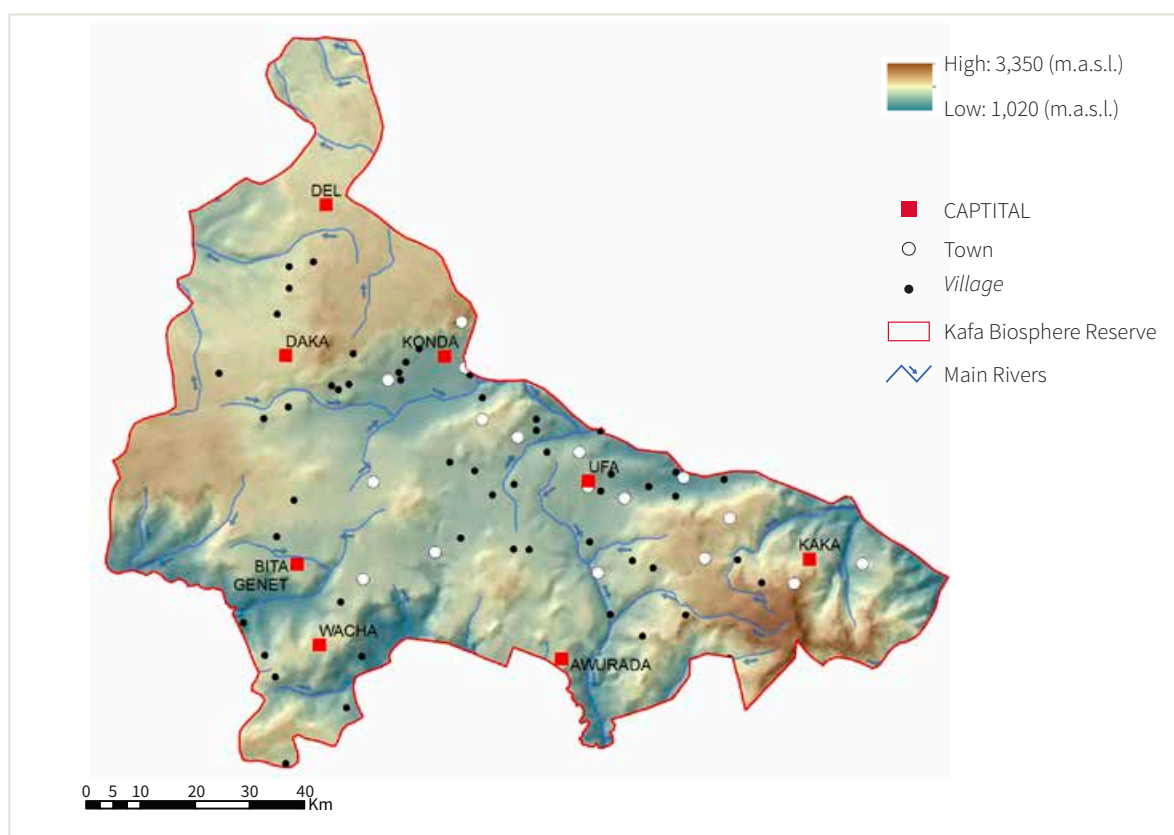 High: 3,350 (m.a.s.l.)
Low: 1,020 (m.a.s.l.)
CAPTITAL
Town
Village
Kafa Biosphere Reserve
Main Rivers
DEL
DAKA
KONDA
UFA
KAKA
BITA
GENET
WACHA
AWURADA
0 5 10 20 30 40
Km